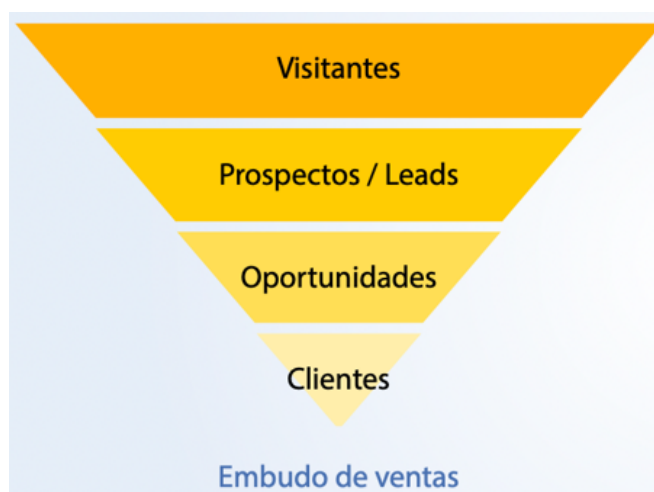 Visitantes
Prospectos / Leads
Oportunidades
Clientes
Embudo de ventas